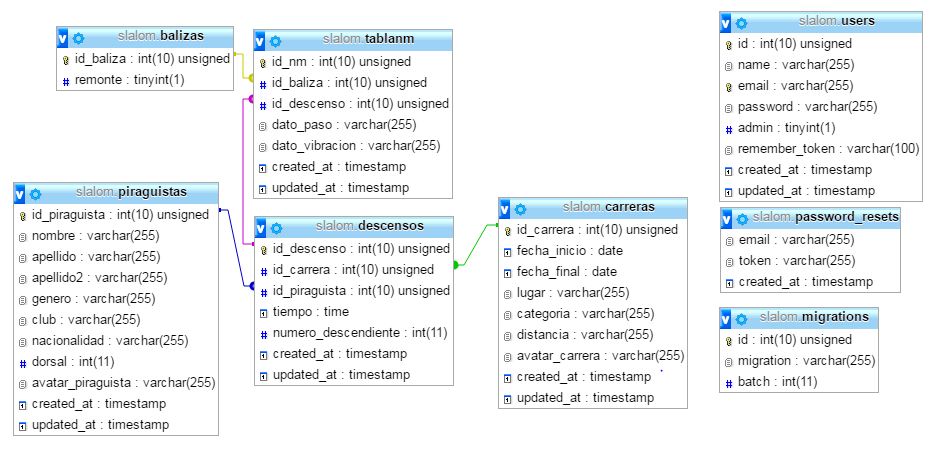 slalom.balizas
id_baliza : int(10) unsigned
remonte : tinyint(1)
slalom.tablanm
id_nm : int(10) unsigned
id_baliza : int(10) unsigned
id_descenso : int(10) unsigned
dato_paso : varchar(255)
dato_vibracion : varchar(255)
created_at : timestamp
updated_at : timestamp
slalom.users
id : int(10) unsigned
name : varchar(255)
email : varchar(255)
password : varchar(255)
admin : tinyint(1)
remember_token : varchar(100)
created_at : timestamp
updated_at : timestamp
slalom.piraguistas
id_piraguista : int(10) unsigned
nombre : varchar(255)
apellido : varchar(255)
apellido2 : varchar(255)
genero : varchar(255)
club : varchar(255)
nacionalidad : varchar(255)
dorsal : int(11)
avatar_piraguista : varchar(255)
created_at : timestamp
updated_at : timestamp
slalom.descensos
id_descenso : int(10) unsigned
id_carrera : int(10) unsigned
id_piraguista : int(10) unsigned
tiempo : time
numero_descendiente : int(11)
created_at : timestamp
updated_at : timestamp
slalom.carreras
id_carrera : int(10) unsigned
fecha_inicio : date
fecha_final : date
lugar : varchar(255)
categoria : varchar(255)
distancia : varchar(255)
avatar_carrera : varchar(255)
created_at : timestamp
updated_at : timestamp
slalom.password_resets
email : varchar(255)
token : varchar(255)
created_at : timestamp
slalom.migrations
id : int(10) unsigned
migration : varchar(255)
batch : int(11)